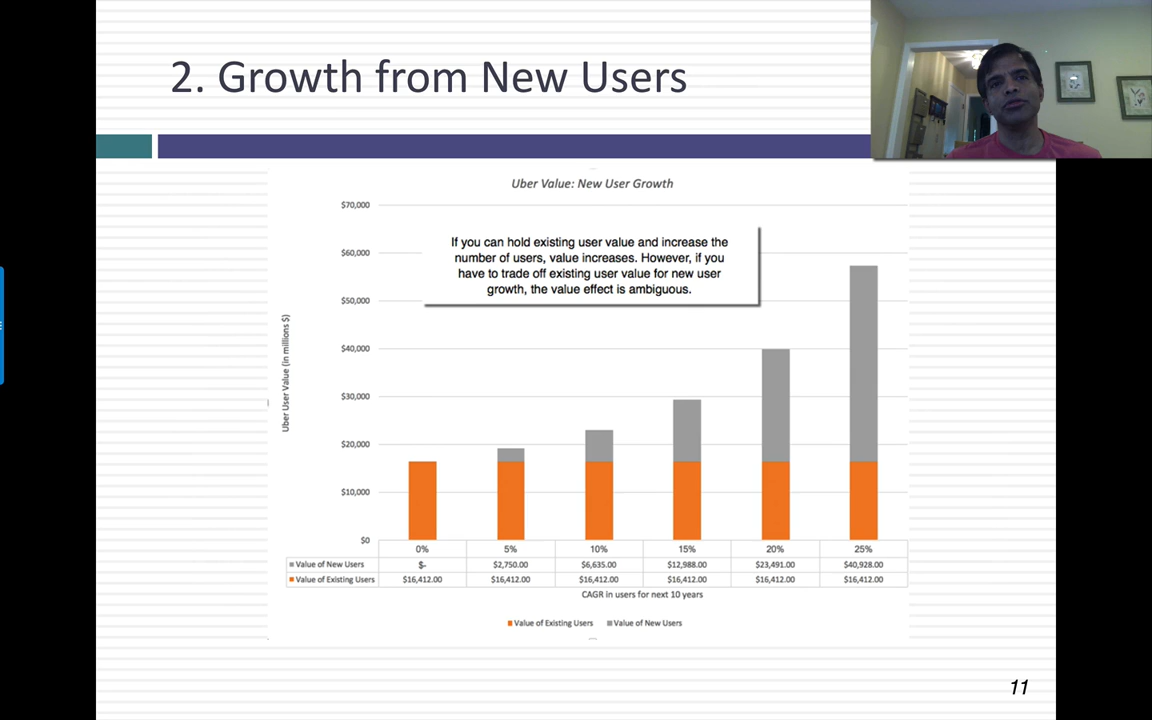 2. Growth from New Users
Uber Value: New User Growth
If you can hold existing user value and increase the
number of users, value increases. However, if you
have to trade off existing user value for new user
growth, the value effect is ambiguous.
Uber User Value (in millions $)
$70,000
$60,000
$50,000
$40,000
$30,000
$20,000
$10,000
$0
0% 5% 10% 15% 20% 25%
Value of New Users $- $2,750.00 $6,635.00 $12,988.00 $23,491.00 $40,928.00
Value of Existing Users $16,412.00 $16,412.00 $16,412.00 $16,412.00 $16,412.00 $16,412.00
CAGR in users for next 10 years
Value of Existing Users Value of New Users
11